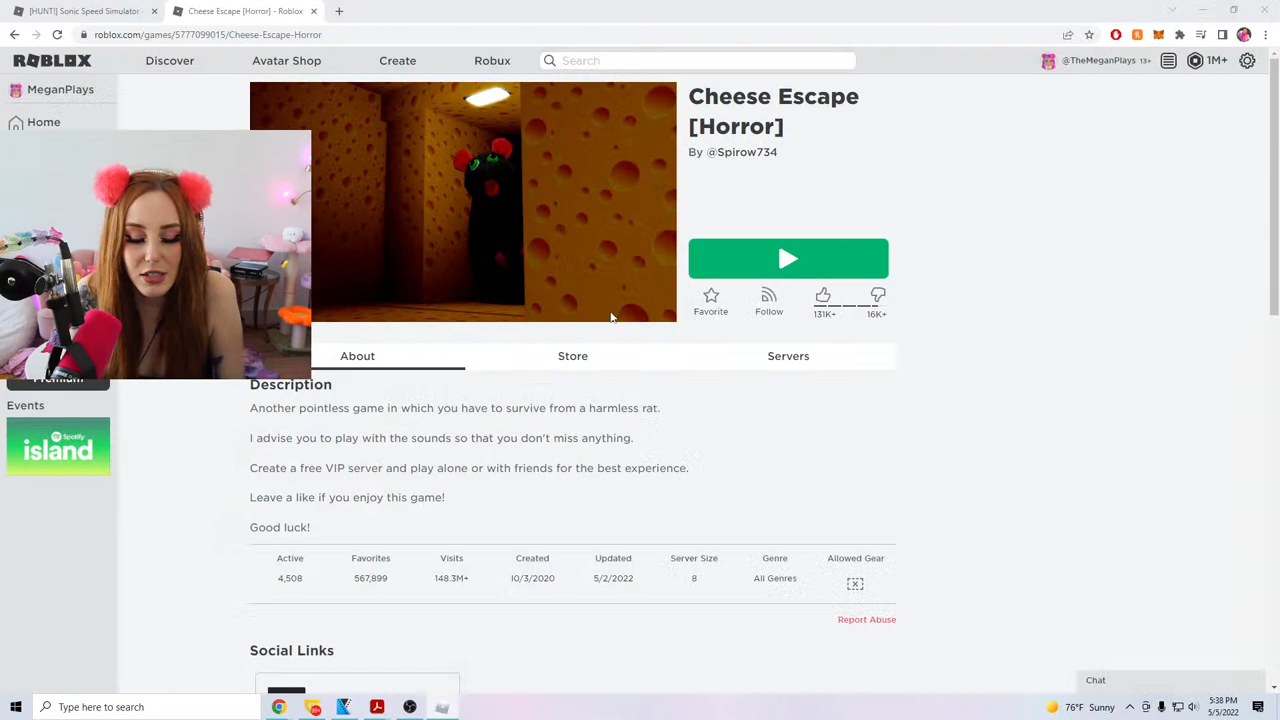 [HUNT!] Sonic Speed Simulator
Cheese Escape [Horror] - Roblox
roblox.com/games/5777099015/Cheese-Escape-Horror
ROBLOX
Discover
Avatar Shop
Create
Robux
Search
@TheMeganPlays 13+
1M+
MeganPlays
Home
Premium
Events
Spotify
island
Cheese Escape
[Horror]
By @Spirow734
Favorite
Follow
131K+
16K+
About
Store
Servers
Description
Another pointless game in which you have to survive from a harmless rat.
I advise you to play with the sounds so that you don't miss anything.
Create a free VIP server and play alone or with friends for the best experience.
Leave a like if you enjoy this game!
Good luck!
Active Favorites Visits Created Updated Server Size Genre Allowed Gear
4,508 567,899 148.3M+ 10/3/2020 5/2/2022 8 All Genres
Report Abuse
Social Links
Chat
Type here to search
99+
76°F Sunny
5:38 PM
5/5/2022